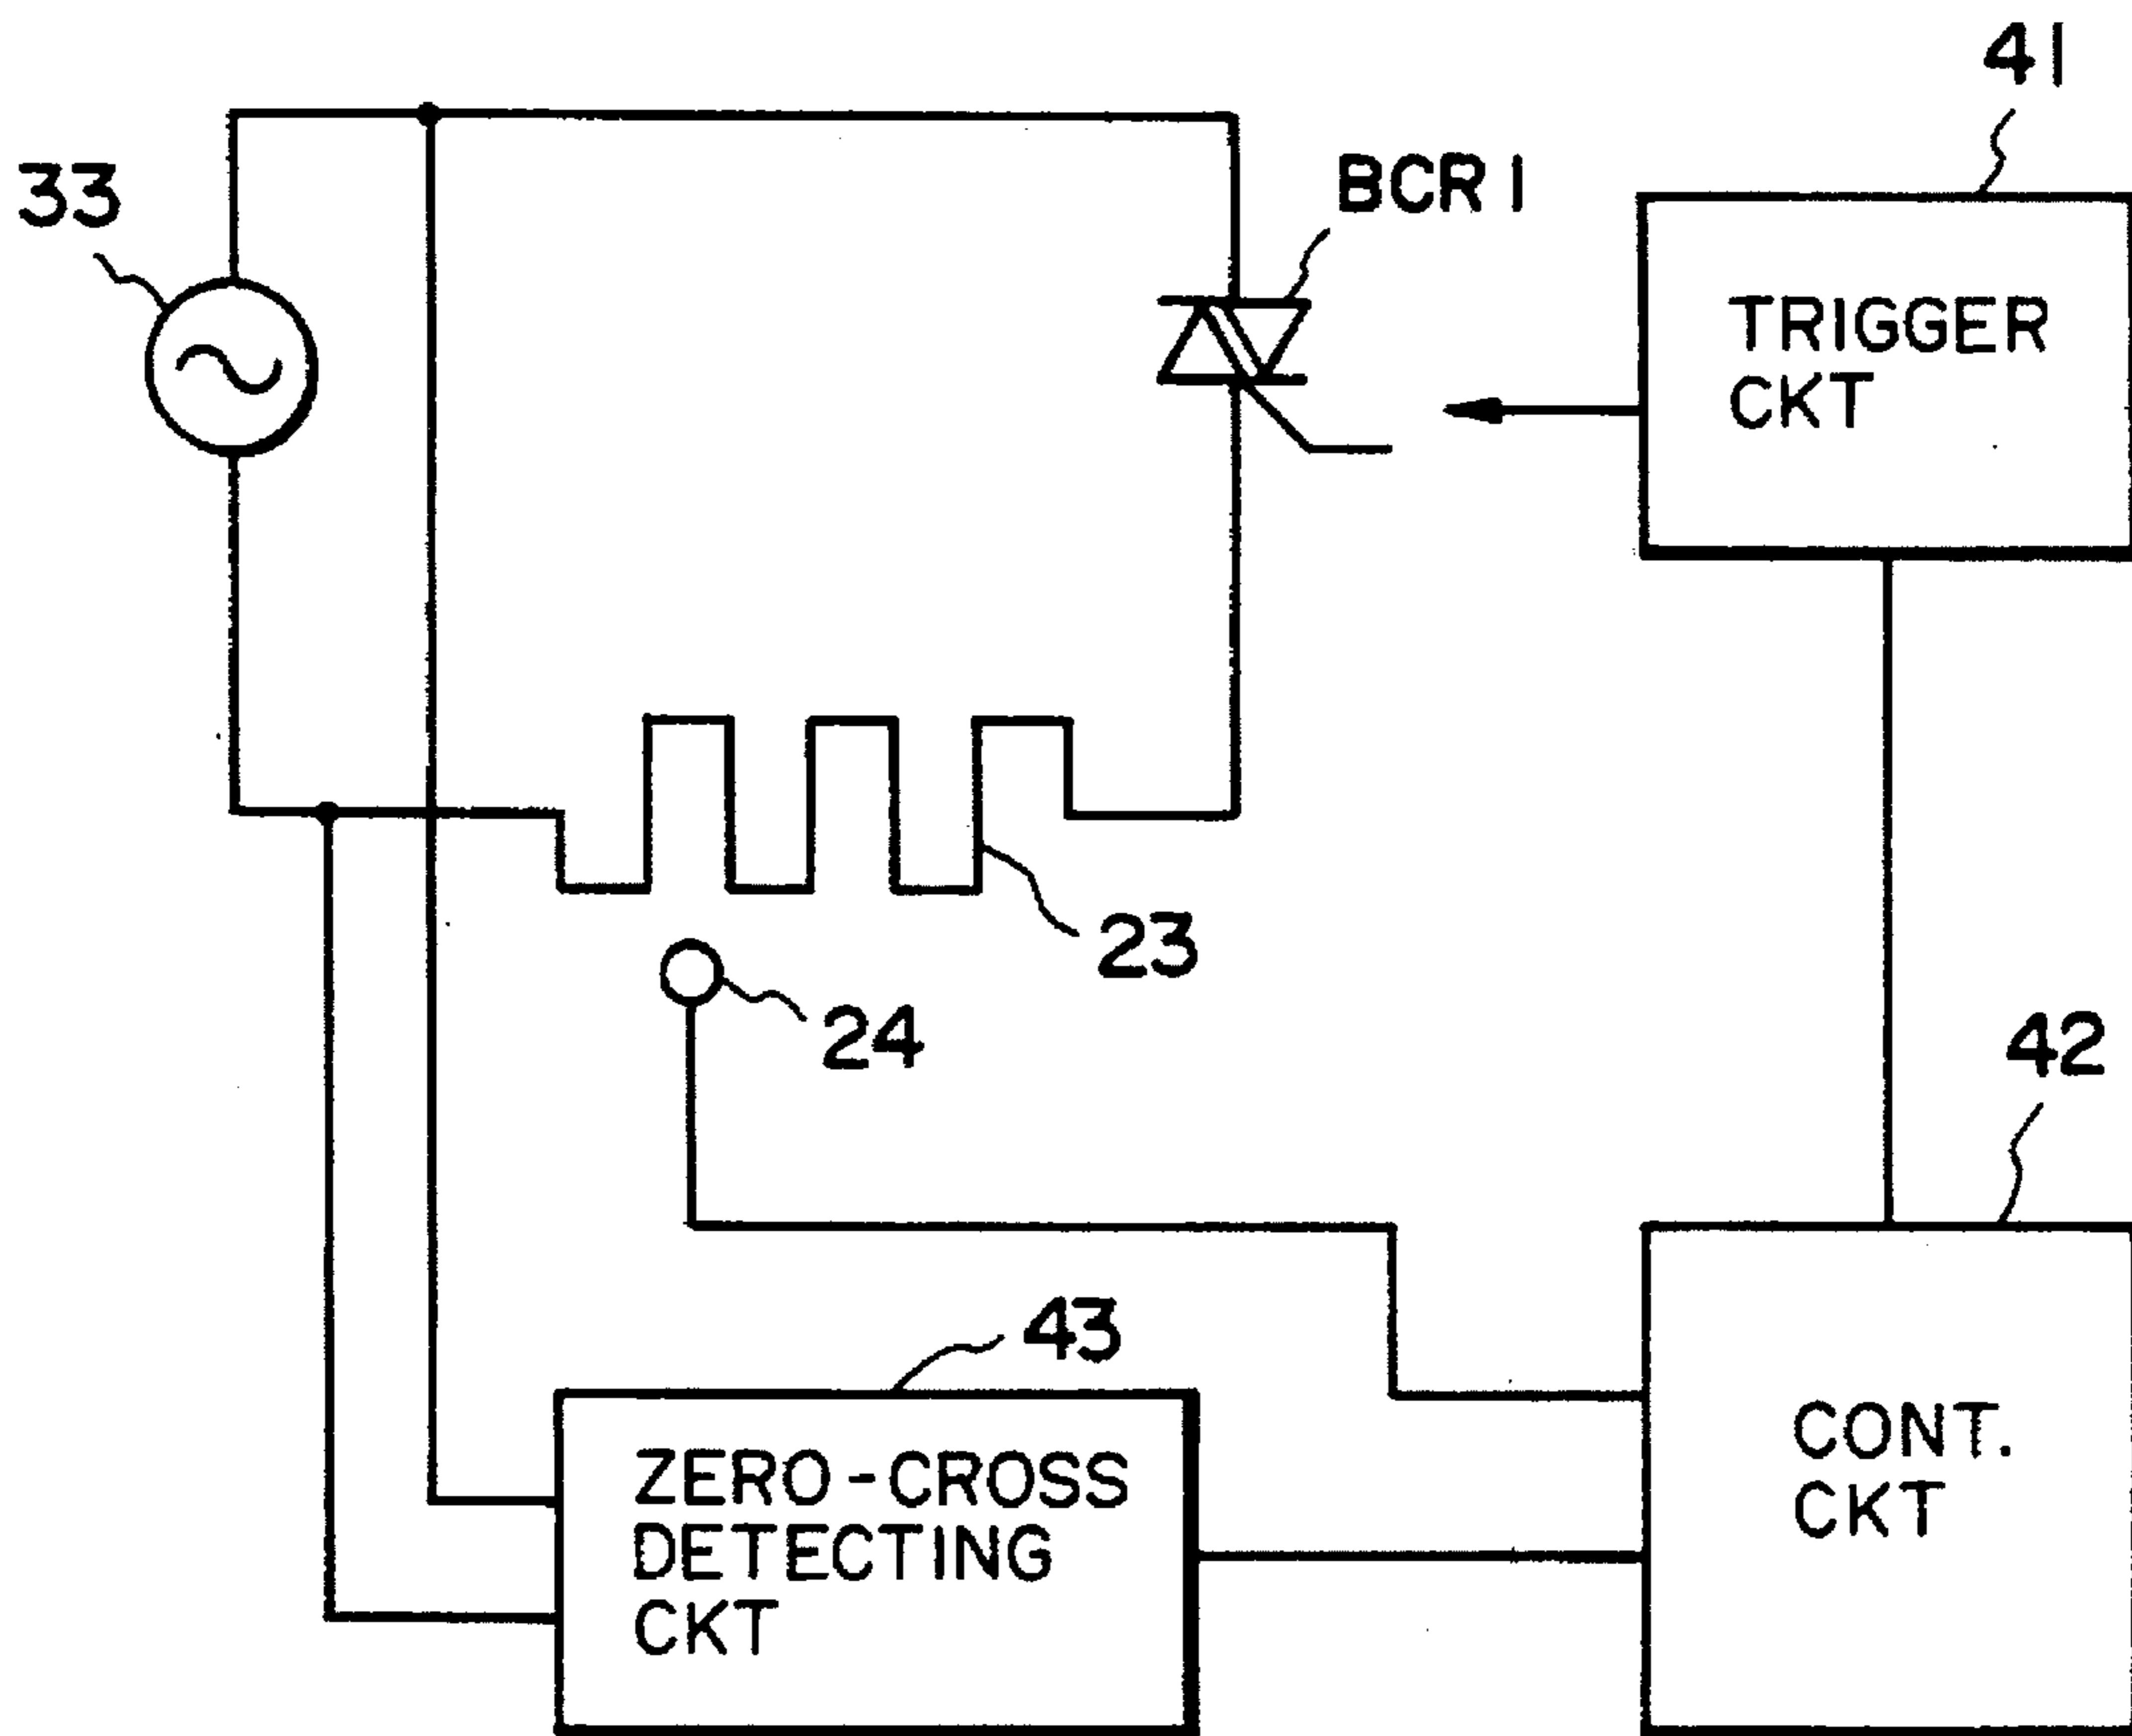 41
33
BCR1
TRIGGER
CKT
23
24
42
43
CONT.
CKT
ZERO-CROSS
DETECTING
CKT